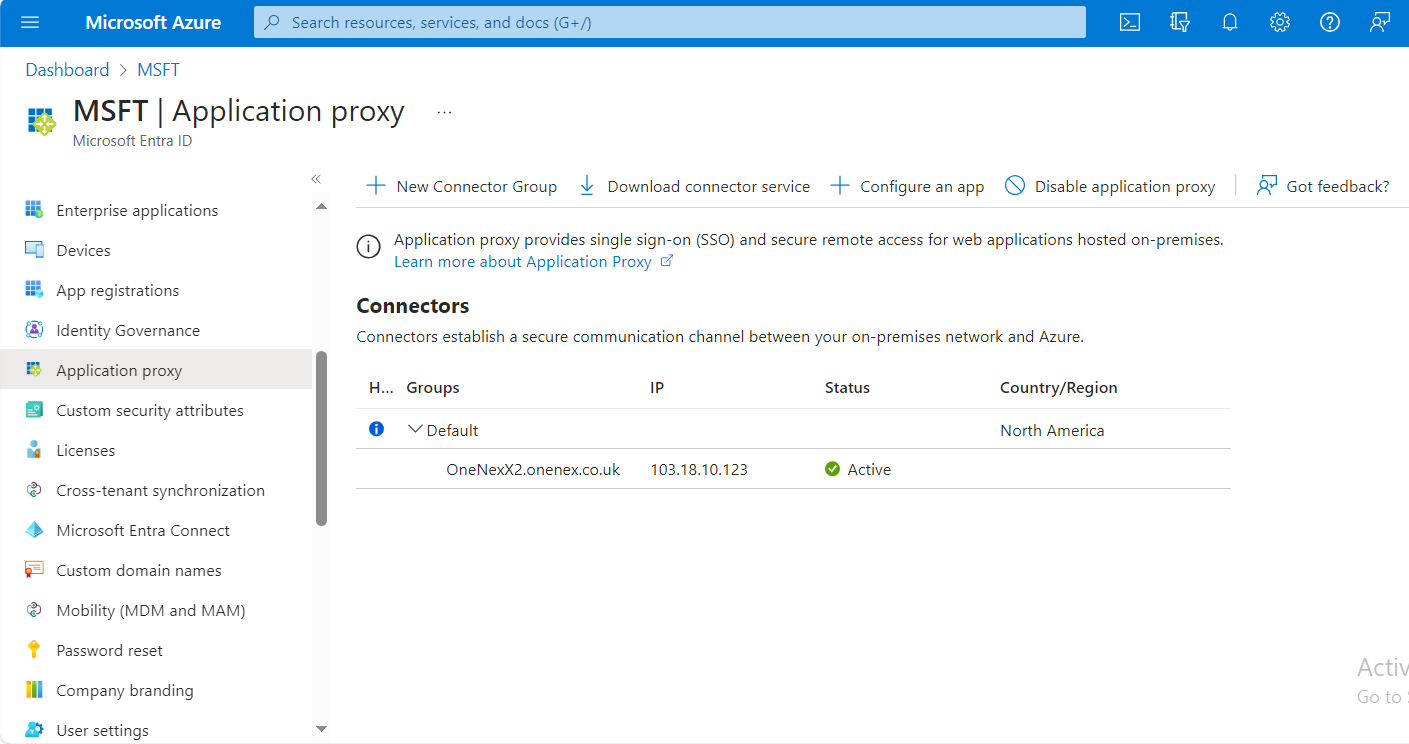 Microsoft Azure
Search resources, services, and docs (G+/)
Dashboard > MSFT
MSFT | Application proxy ...
Microsoft Entra ID
«
New Connector Group
Download connector service
Configure an app
Disable application proxy
Got feedback?
Enterprise applications
Devices
App registrations
Identity Governance
Application proxy
Custom security attributes
Licenses
Cross-tenant synchronization
Microsoft Entra Connect
Custom domain names
Mobility (MDM and MAM)
Password reset
Company branding
User settings
Application proxy provides single sign-on (SSO) and secure remote access for web applications hosted on-premises.
Learn more about Application Proxy
Connectors
Connectors establish a secure communication channel between your on-premises network and Azure.
H... Groups IP Status Country/Region
Default North America
OneNexX2.onenex.co.uk 103.18.10.123 Active
Activ
Go to